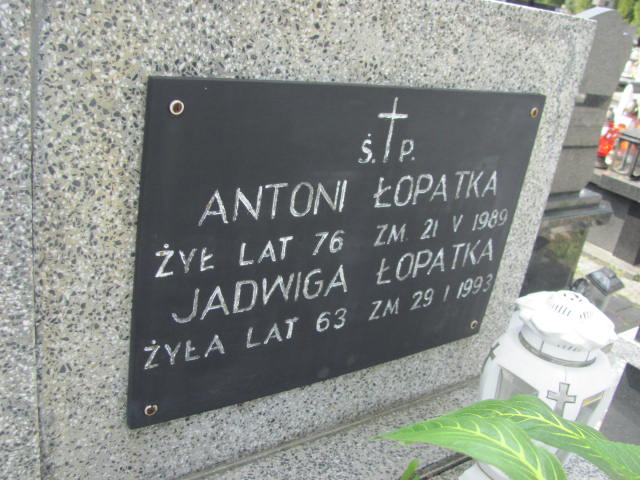 Ś. P.
ANTONI ŁOPATKA
ŻYŁ LAT 76 ZM. 21 V 1989
JADWIGA ŁOPATKA
ŻYŁA LAT 63 ZM 29 I 1993